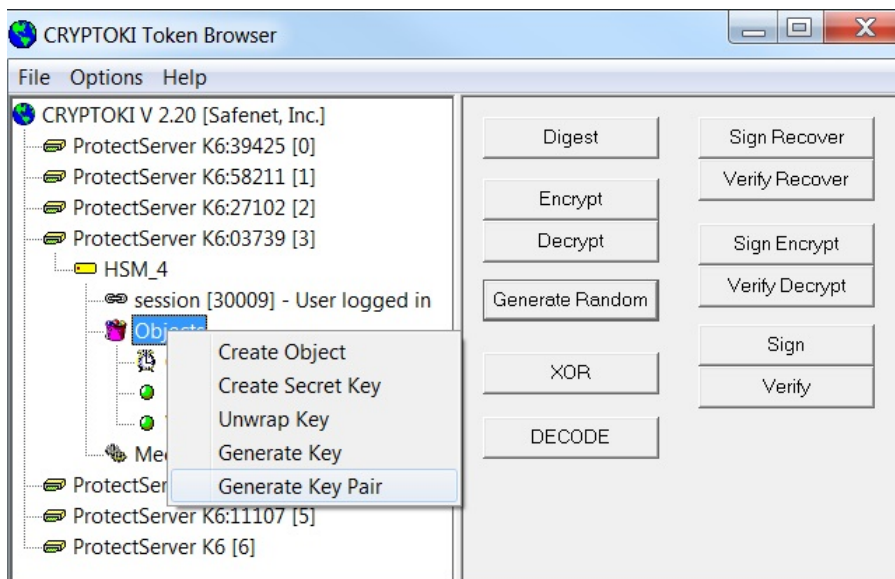 CRYPTOKI Token Browser
File Options Help
CRYPTOKI V 2.20 [Safenet, Inc.]
ProtectServer K6:39425 [0]
ProtectServer K6:58211 [1]
ProtectServer K6:27102 [2]
ProtectServer K6:03739 [3]
HSM_4
session [30009] - User logged in
Objects
Create Object
Create Secret Key
Unwrap Key
Generate Key
Generate Key Pair
ProtectServer K6:11107 [5]
ProtectServer K6 [6]
Digest
Encrypt
Decrypt
Generate Random
XOR
DECODE
Sign Recover
Verify Recover
Sign Encrypt
Verify Decrypt
Sign
Verify